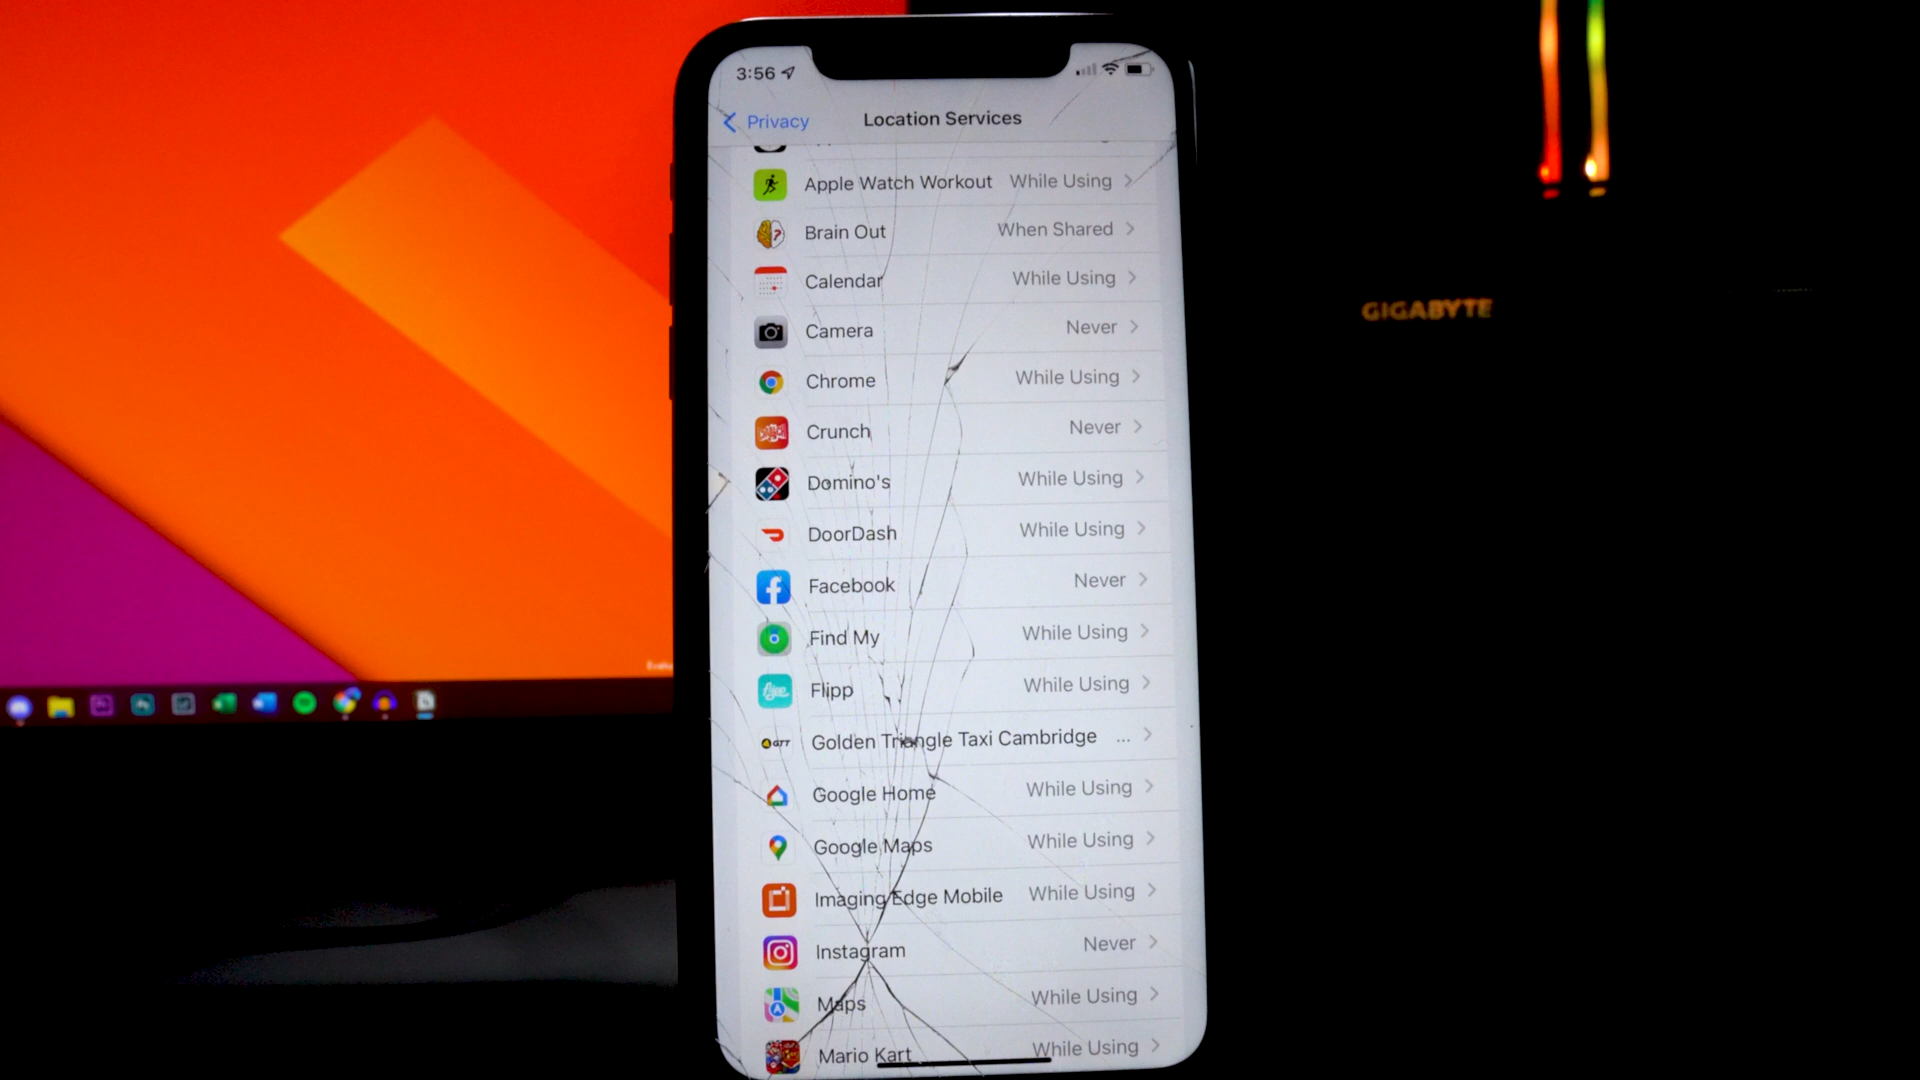 3:56
Privacy
Location Services
Apple Watch Workout While Using
Brain Out When Shared
Calendar While Using
Camera Never
Chrome While Using
Crunch Never
Domino's While Using
DoorDash While Using
Facebook Never
Find My While Using
Flipp While Using
GTT Golden Triangle Taxi Cambridge ...
Google Home While Using
Google Maps While Using
Imaging Edge Mobile While Using
Instagram Never
Maps While Using
Mario Kart While Using
GIGABYTE